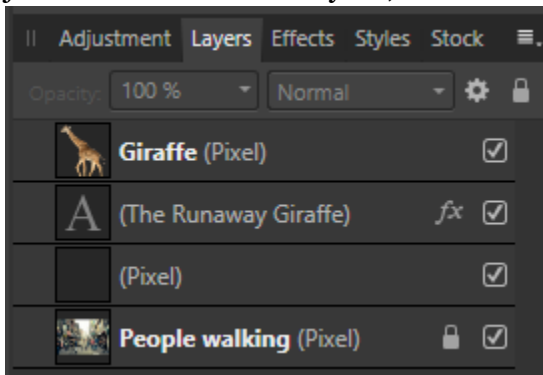 Adjustment Layers Effects Styles Stock
Opacity: 100 % Normal
Giraffe (Pixel)
A (The Runaway Giraffe) fx
(Pixel)
People walking (Pixel)